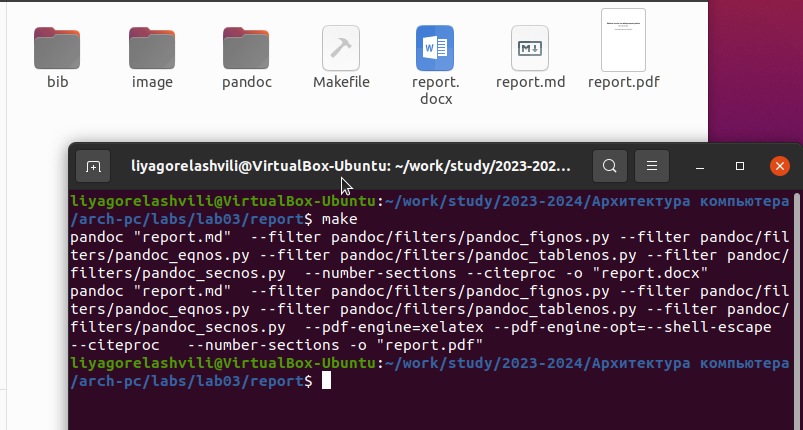 bib
image
pandoc
Makefile
report.
docx
report.md
report.pdf
liyagorelashvili@VirtualBox-Ubuntu: ~/work/study/2023-202...
liyagorelashvili@VirtualBox-Ubuntu:~/work/study/2023-2024/Архитектура компьютера
/arch-pc/labs/lab03/report$ make
pandoc "report.md"  --filter pandoc/filters/pandoc_fignos.py --filter pandoc/fil
ters/pandoc_eqnos.py --filter pandoc/filters/pandoc_tablenos.py --filter pandoc/
filters/pandoc_secnos.py  --number-sections --citeproc -o "report.docx"
pandoc "report.md"  --filter pandoc/filters/pandoc_fignos.py --filter pandoc/fil
ters/pandoc_eqnos.py --filter pandoc/filters/pandoc_tablenos.py --filter pandoc/
filters/pandoc_secnos.py  --pdf-engine=xelatex --pdf-engine-opt=--shell-escape
--citeproc   --number-sections -o "report.pdf"
liyagorelashvili@VirtualBox-Ubuntu:~/work/study/2023-2024/Архитектура компьютера
/arch-pc/labs/lab03/report$